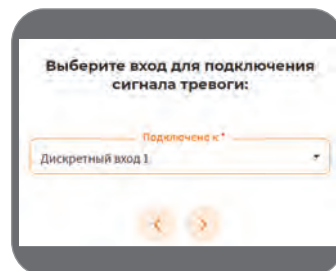 Выберите вход для подключения
сигнала тревоги:
Подключено к *
Дискретный вход 1